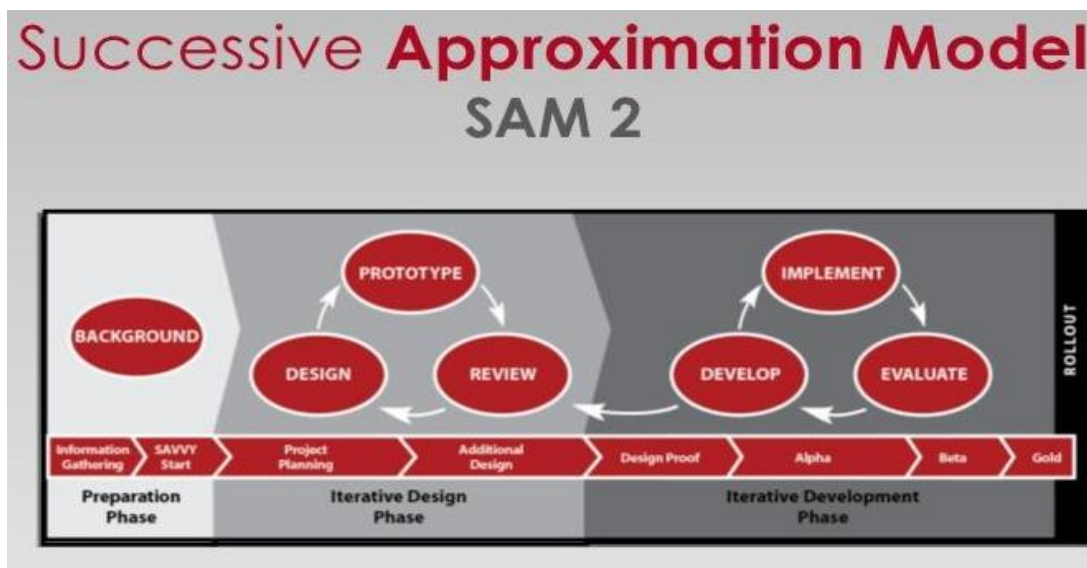 Successive Approximation Model
SAM 2
PROTOTYPE
IMPLEMENT
BACKGROUND
DESIGN
REVIEW
DEVELOP
EVALUATE
ROLLOUT
Information
Gathering
SAVVY
Start
Project
Planning
Additional
Design
Design Proof
Alpha
Beta
Gold
Preparation
Phase
Iterative Design
Phase
Iterative Development
Phase